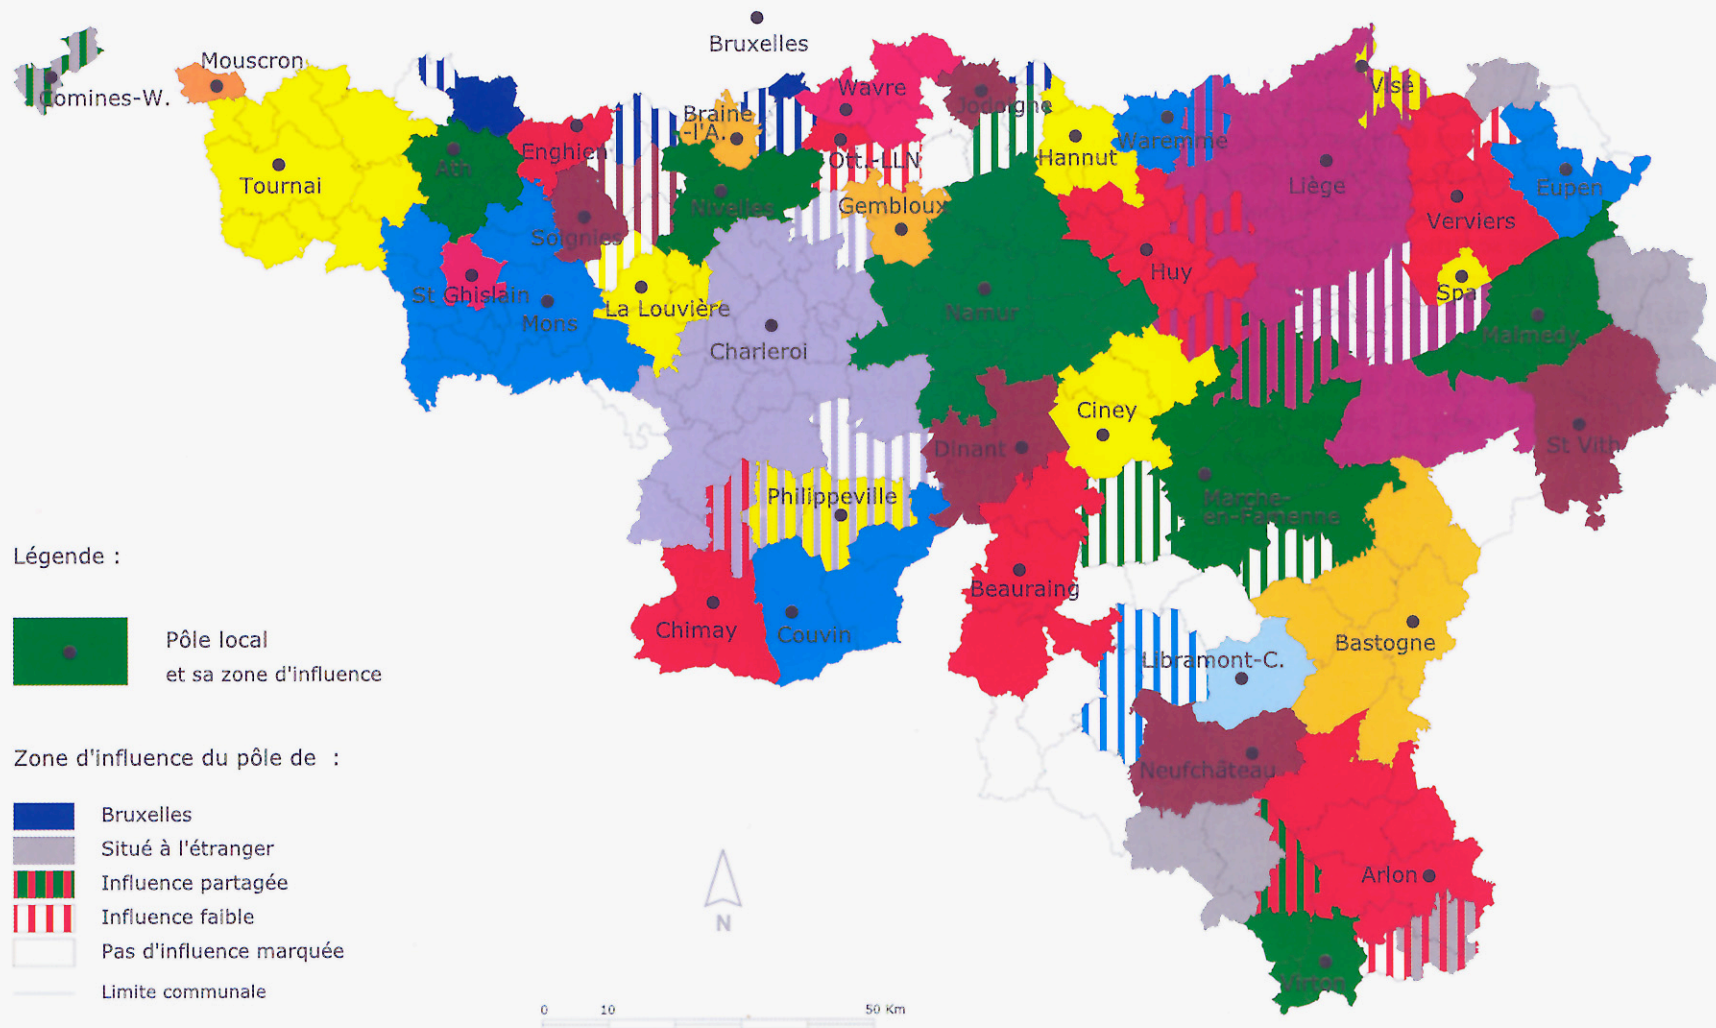 Bruxelles
Mouscron
Comines-W.
Wavre
Visé
Jodoigne
Braine
-l'A.
Waremme
Enghien
Ott.-LLN
Hannut
Ath
Tournai
Liège
Eupen
Nivelles
Gembloux
Verviers
Soignies
Huy
St Ghislain
La Louvière
Spa
Mons
Namur
Malmedy
Charleroi
Ciney
Dinant
St Vith
Philippeville
Marche-
en-Famenne
Légende :
Beauraing
Pôle local
et sa zone d'influence
Chimay
Couvin
Bastogne
Libramont-C.
Zone d'influence du pôle de :
Neufchâteau
Bruxelles
Situé à l'étranger
Influence partagée
Arlon
Influence faible
N
Pas d'influence marquée
Virton
Limite communale
0 10 50 Km